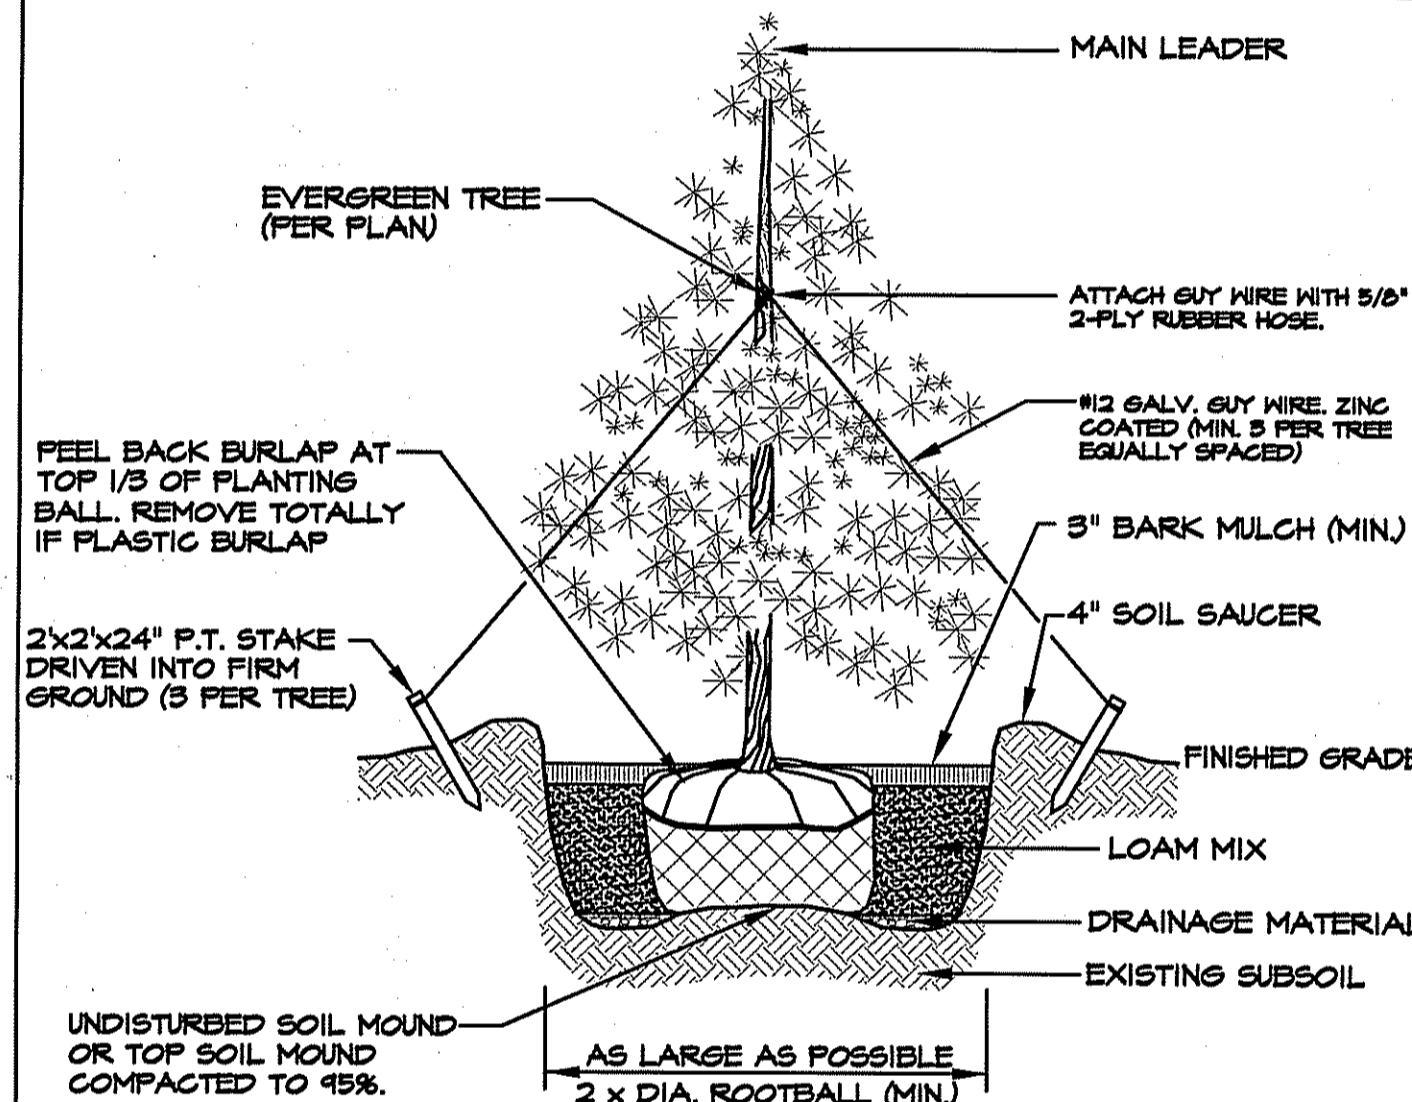 MAIN LEADER
EVERGREEN TREE
(PER PLAN)
ATTACH GUY WIRE WITH 5/8"
2-PLY RUBBER HOSE.
#12 GALV. GUY WIRE. ZINC
COATED (MIN. 3 PER TREE
EQUALLY SPACED)
PEEL BACK BURLAP AT
TOP 1/3 OF PLANTING
BALL. REMOVE TOTALLY
IF PLASTIC BURLAP
3" BARK MULCH (MIN.)
4" SOIL SAUCER
2'x2'x24" P.T. STAKE
DRIVEN INTO FIRM
GROUND (3 PER TREE)
FINISHED GRADE
LOAM MIX
DRAINAGE MATERIAL
EXISTING SUBSOIL
UNDISTURBED SOIL MOUND
OR TOP SOIL MOUND
COMPACTED TO 95%.
AS LARGE AS POSSIBLE
2 x DIA. ROOTBALL (MIN.)